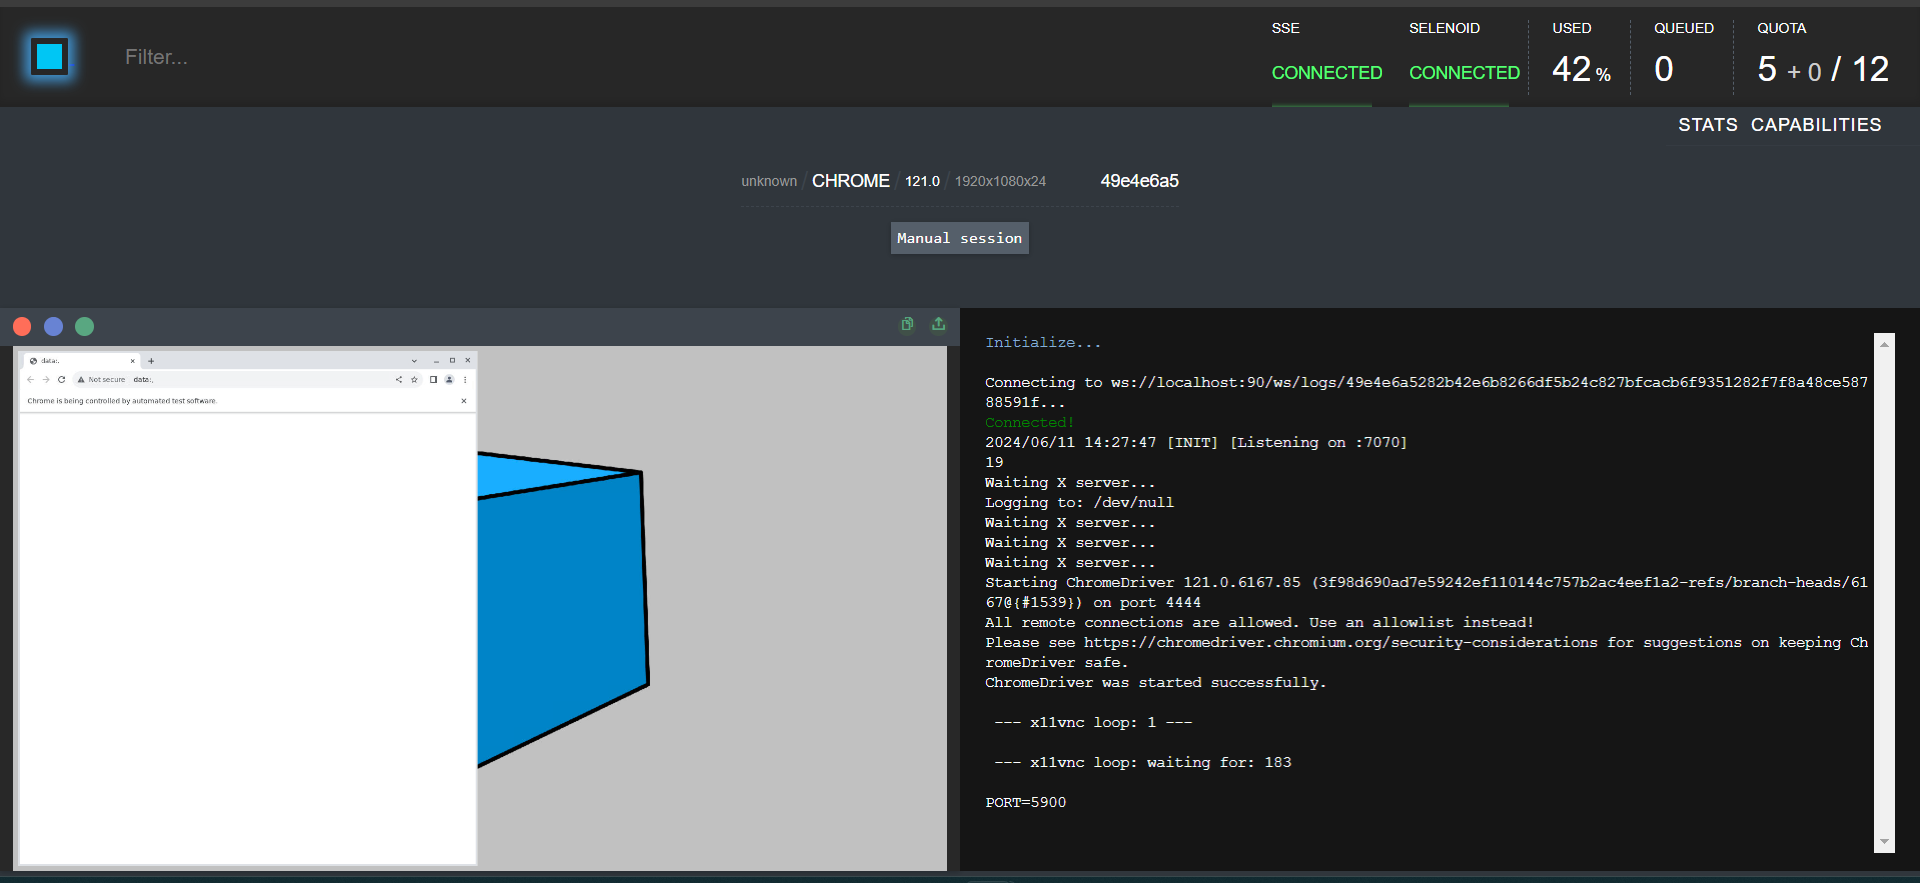 Filter...
SSE
CONNECTED
SELENOID
CONNECTED
USED
42 %
QUEUED
0
QUOTA
5 + 0 / 12
STATS CAPABILITIES
unknown / CHROME / 121.0 / 1920x1080x24 49e4e6a5
Manual session
data:,
Not secure data:,
Chrome is being controlled by automated test software.
Initialize...
Connecting to ws://localhost:90/ws/logs/49e4e6a5282b42e6b8266df5b24c827bfcacb6f9351282f7f8a48ce587
88591f...
Connected!
2024/06/11 14:27:47 [INIT] [Listening on :7070]
19
Waiting X server...
Logging to: /dev/null
Waiting X server...
Waiting X server...
Waiting X server...
Starting ChromeDriver 121.0.6167.85 (3f98d690ad7e59242ef110144c757b2ac4eef1a2-refs/branch-heads/61
67@{#1539}) on port 4444
All remote connections are allowed. Use an allowlist instead!
Please see https://chromedriver.chromium.org/security-considerations for suggestions on keeping Ch
romeDriver safe.
ChromeDriver was started successfully.
--- x11vnc loop: 1 ---
--- x11vnc loop: waiting for: 183
PORT=5900